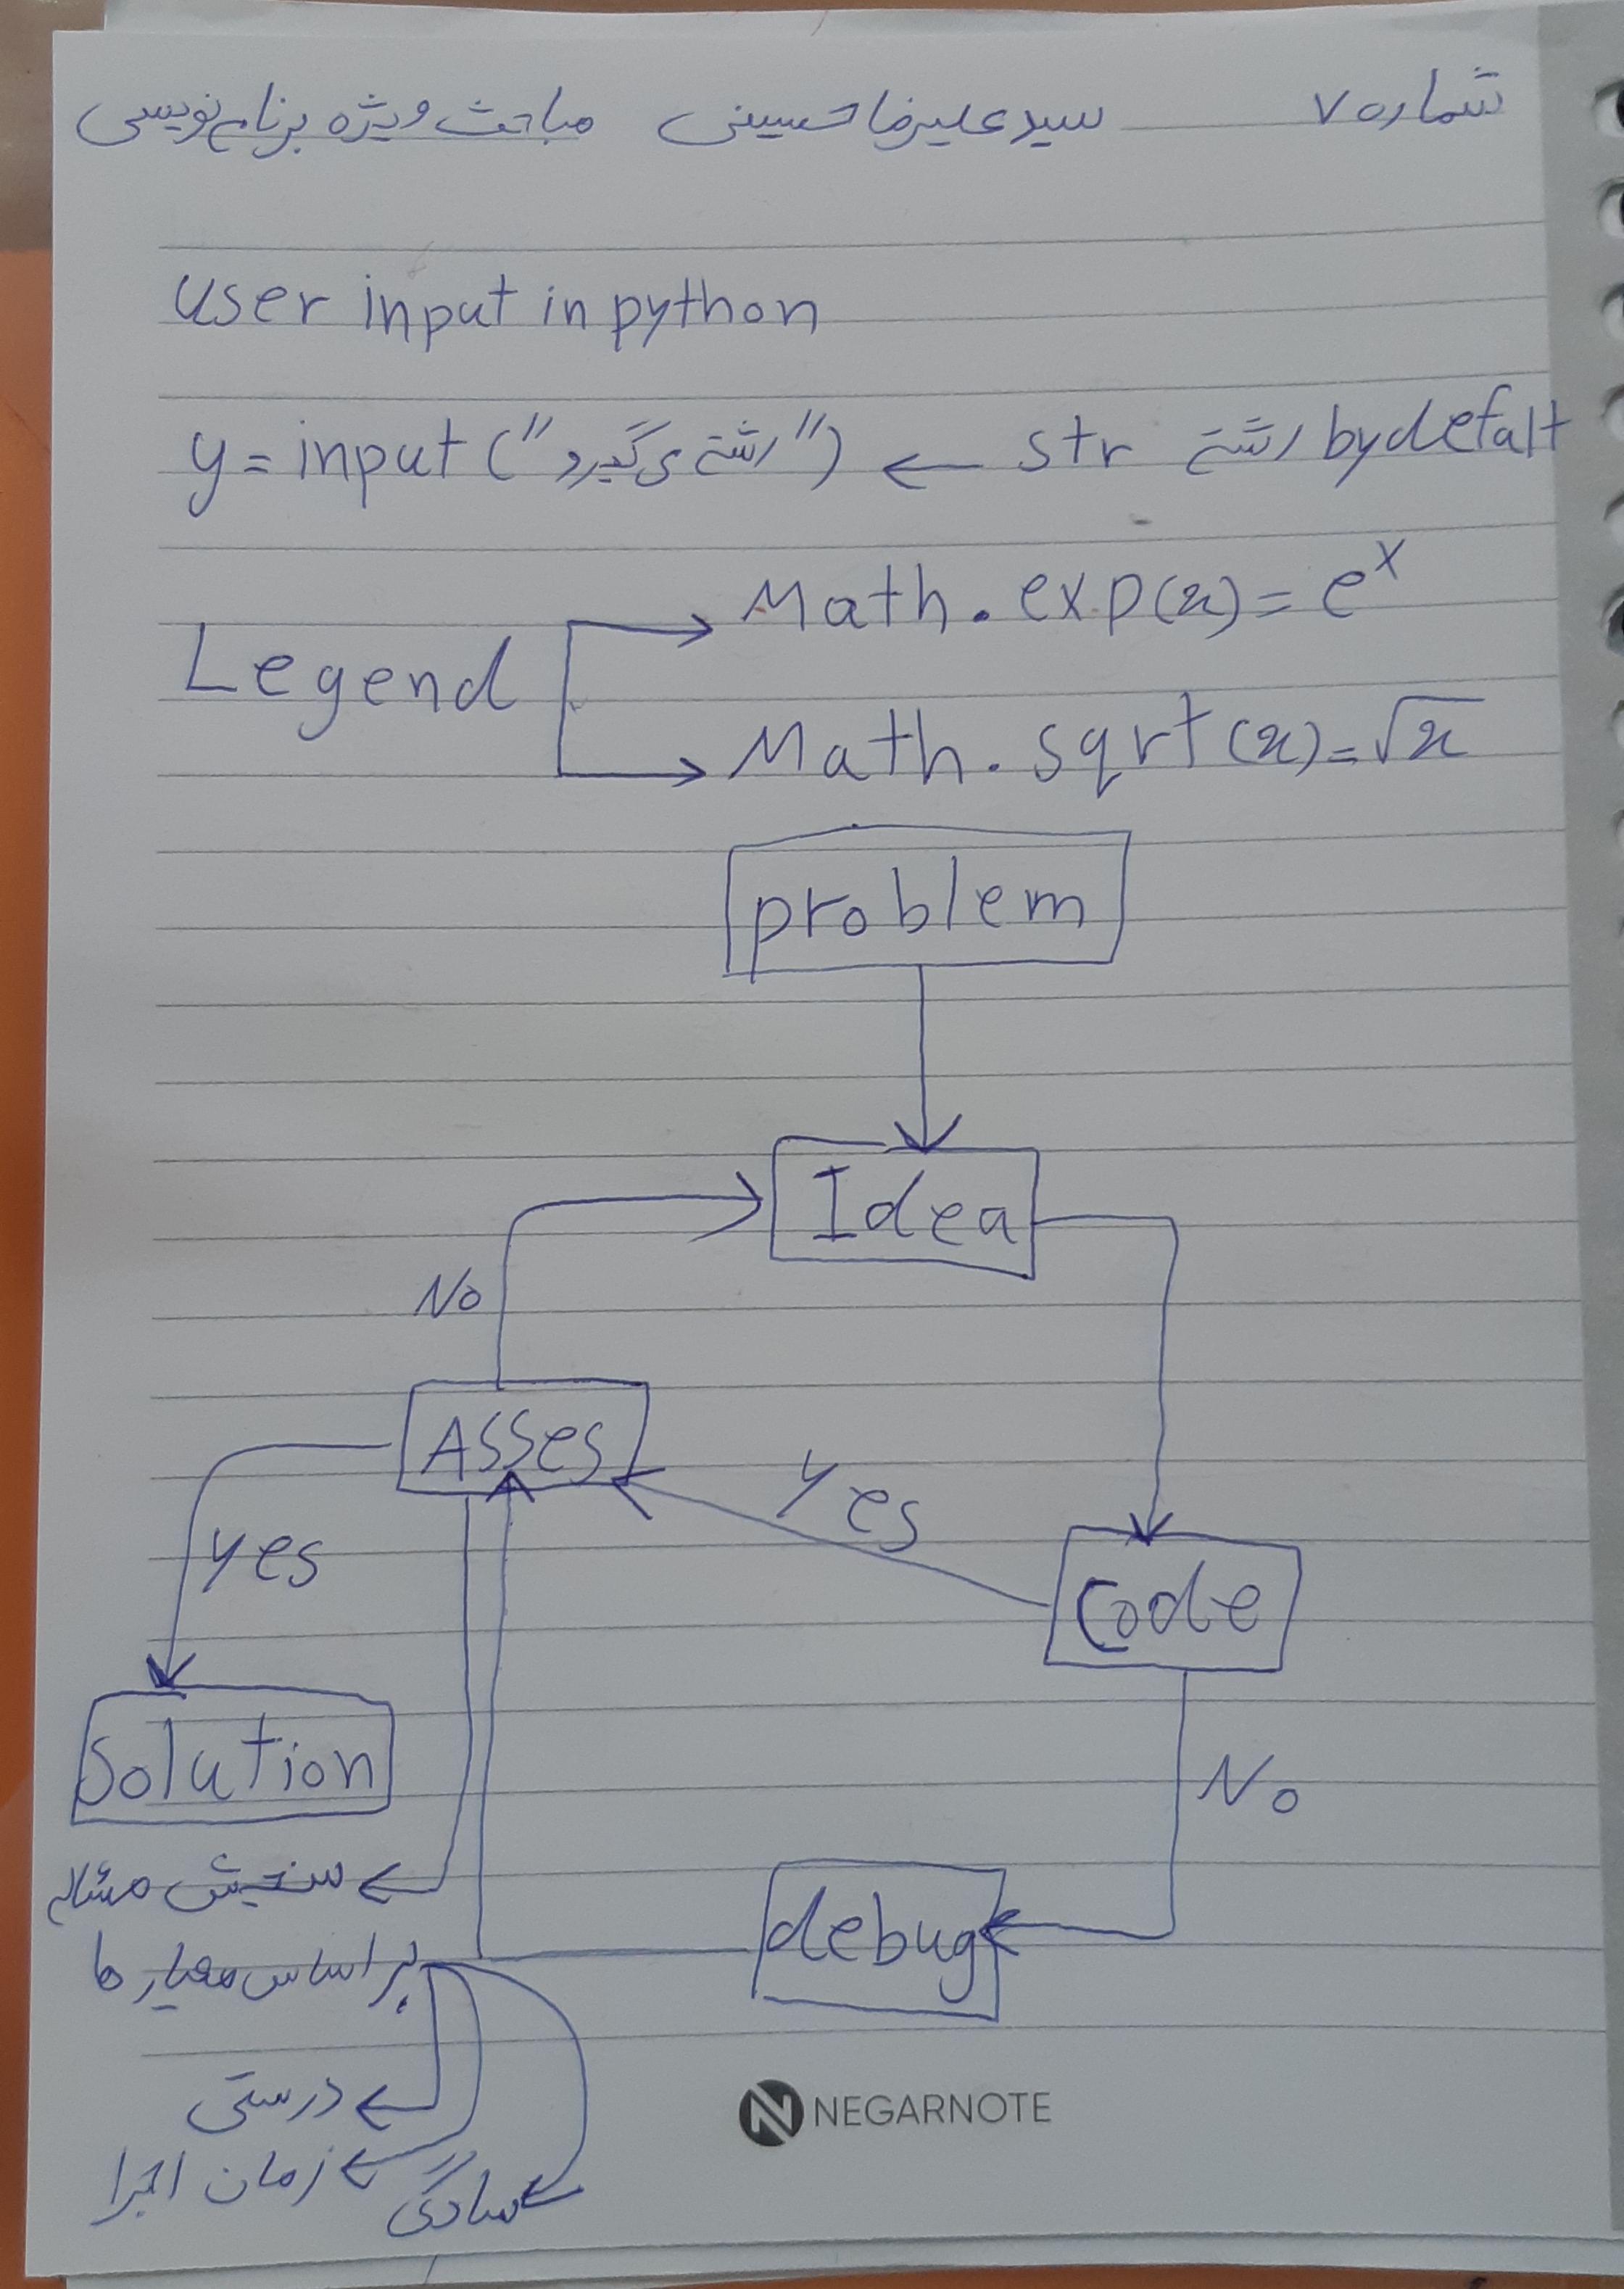 شماره ۷ سید علیرضا حسینی مباحث ویژه برنامه نویسی
user input in python
y = input ("رشته می گیرد") ← str رشته by defalt
Legend
Math.exp(x) = e^x
Math.sqrt(x) = √x
problem
Idea
No
Asses
Yes
yes
Code
Solution
No
سنجش مسئله
debug
بر اساس معیار ها
درستی
زمان اجرا
سادگی
NEGARNOTE